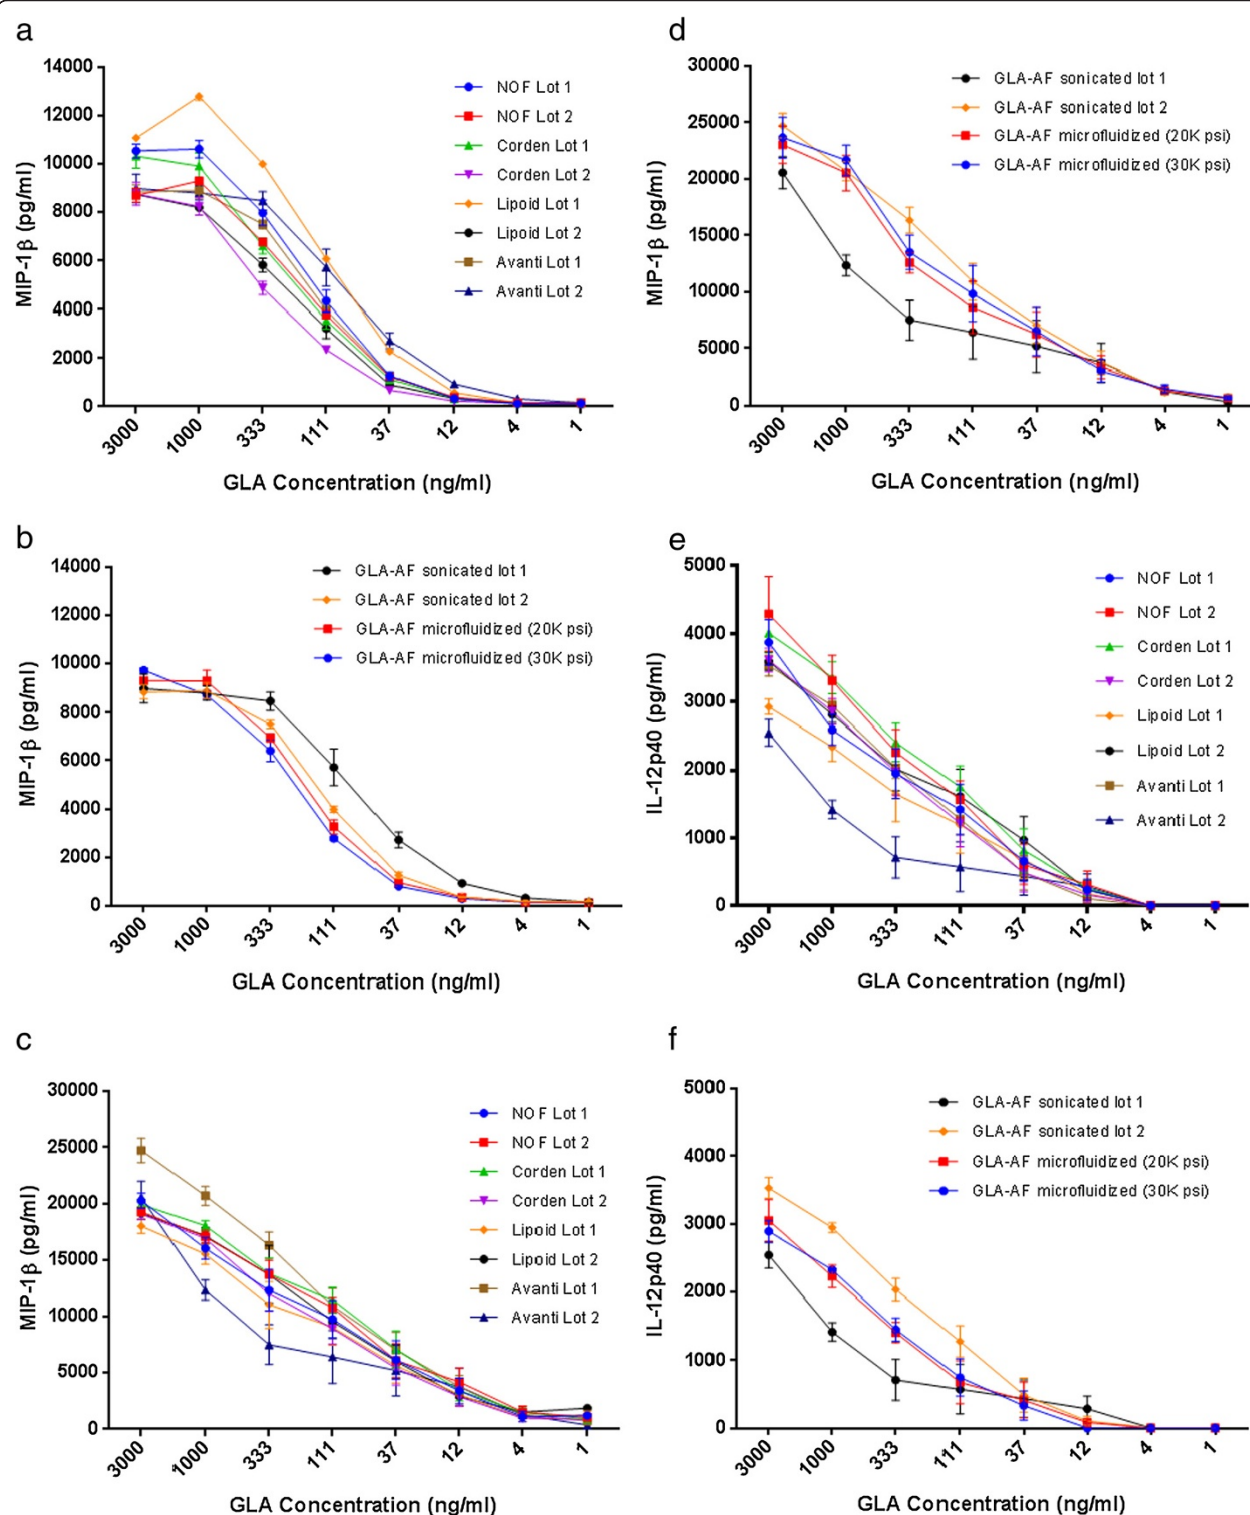 a
14000
12000
10000
8000
6000
4000
2000
0
MIP-1β (pg/ml)
NOF Lot 1
NOF Lot 2
Corden Lot 1
Corden Lot 2
Lipoid Lot 1
Lipoid Lot 2
Avanti Lot 1
Avanti Lot 2
3000 1000 333 111 37 12 4 1
GLA Concentration (ng/ml)
b
14000
12000
10000
8000
6000
4000
2000
0
MIP-1β (pg/ml)
GLA-AF sonicated lot 1
GLA-AF sonicated lot 2
GLA-AF microfluidized (20K psi)
GLA-AF microfluidized (30K psi)
3000 1000 333 111 37 12 4 1
GLA Concentration (ng/ml)
c
30000
25000
20000
15000
10000
5000
0
MIP-1β (pg/ml)
NOF Lot 1
NOF Lot 2
Corden Lot 1
Corden Lot 2
Lipoid Lot 1
Lipoid Lot 2
Avanti Lot 1
Avanti Lot 2
3000 1000 333 111 37 12 4 1
GLA Concentration (ng/ml)
d
30000
25000
20000
15000
10000
5000
0
MIP-1β (pg/ml)
GLA-AF sonicated lot 1
GLA-AF sonicated lot 2
GLA-AF microfluidized (20K psi)
GLA-AF microfluidized (30K psi)
3000 1000 333 111 37 12 4 1
GLA Concentration (ng/ml)
e
5000
4000
3000
2000
1000
0
IL-12p40 (pg/ml)
NOF Lot 1
NOF Lot 2
Corden Lot 1
Corden Lot 2
Lipoid Lot 1
Lipoid Lot 2
Avanti Lot 1
Avanti Lot 2
3000 1000 333 111 37 12 4 1
GLA Concentration (ng/ml)
f
5000
4000
3000
2000
1000
0
IL-12p40 (pg/ml)
GLA-AF sonicated lot 1
GLA-AF sonicated lot 2
GLA-AF microfluidized (20K psi)
GLA-AF microfluidized (30K psi)
3000 1000 333 111 37 12 4 1
GLA Concentration (ng/ml)